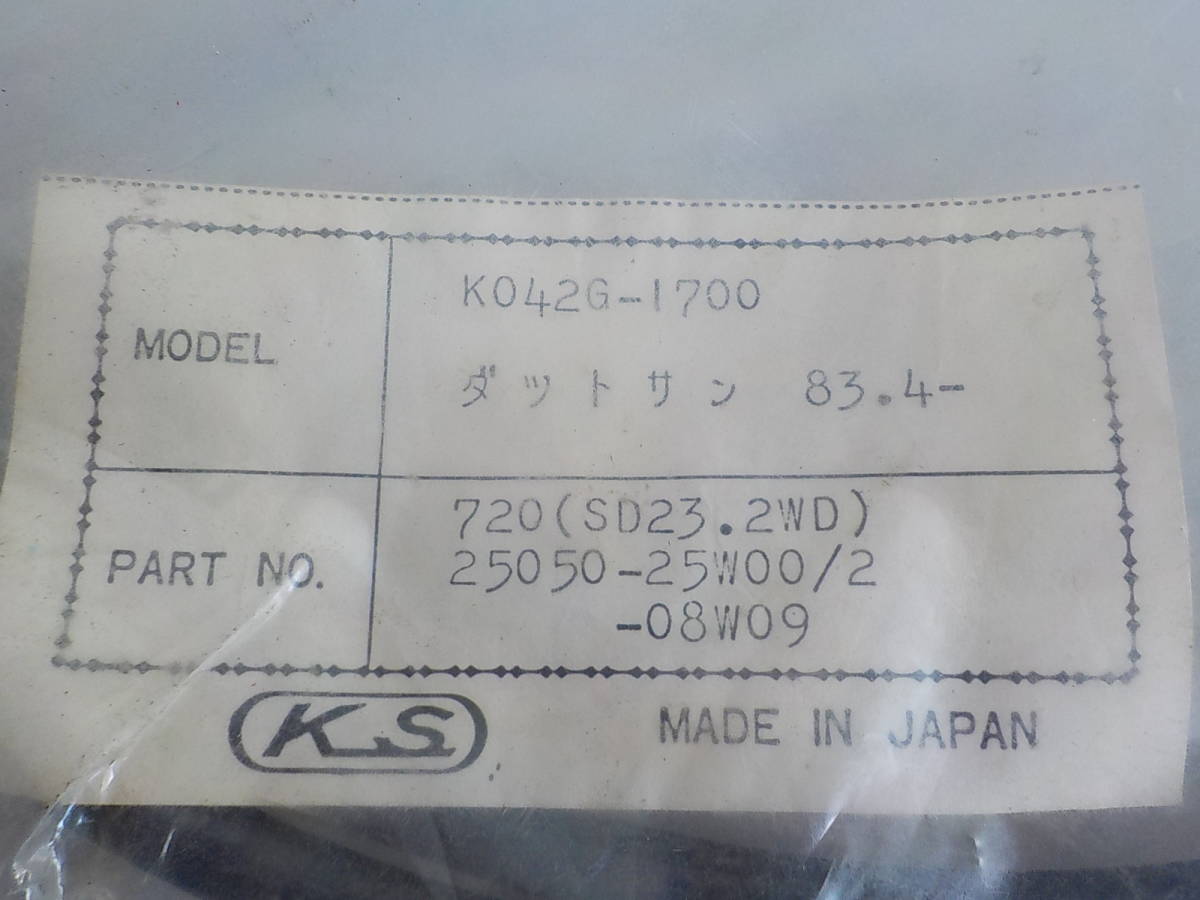 MODEL
K042G-1700
ダットサン 83.4-
PART NO.
720(SD23.2WD)
25050-25W00/2
-08W09
K.S
MADE IN JAPAN